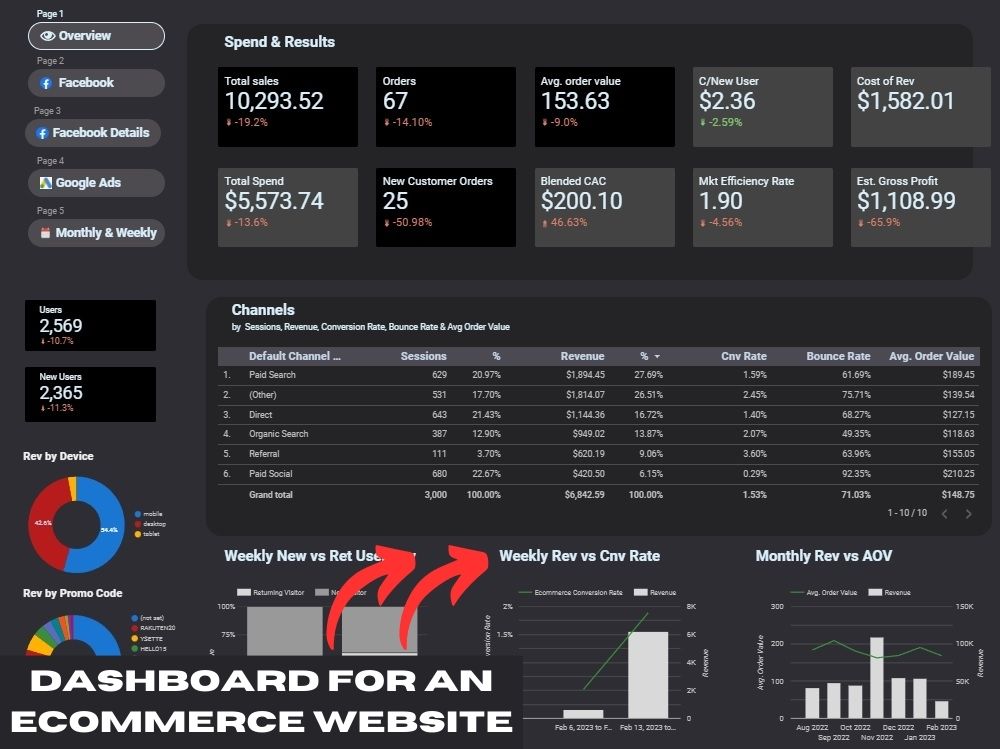 Page 1
Overview
Page 2
Facebook
Page 3
Facebook Details
Page 4
Google Ads
Page 5
Monthly & Weekly
Spend & Results
Total sales
10,293.52
-19.2%
Orders
67
-14.10%
Avg. order value
153.63
-9.0%
C/New User
$2.36
-2.59%
Cost of Rev
$1,582.01
Total Spend
$5,573.74
-13.6%
New Customer Orders
25
-50.98%
Blended CAC
$200.10
46.63%
Mkt Efficiency Rate
1.90
-4.56%
Est. Gross Profit
$1,108.99
-65.9%
Users
2,569
-10.7%
New Users
2,365
-11.3%
Channels
by Sessions, Revenue, Conversion Rate, Bounce Rate & Avg Order Value
Default Channel ... Sessions % Revenue % Cnv Rate Bounce Rate Avg. Order Value
1. Paid Search 629 20.97% $1,894.45 27.69% 1.59% 61.69% $189.45
2. (Other) 531 17.70% $1,814.07 26.51% 2.45% 75.71% $139.54
3. Direct 643 21.43% $1,144.36 16.72% 1.40% 68.27% $127.15
4. Organic Search 387 12.90% $949.02 13.87% 2.07% 49.35% $118.63
5. Referral 111 3.70% $620.19 9.06% 3.60% 63.96% $155.05
6. Paid Social 680 22.67% $420.50 6.15% 0.29% 92.35% $210.25
Grand total 3,000 100.00% $6,842.59 100.00% 1.53% 71.03% $148.75
1 - 10 / 10
Rev by Device
42.6%
54.4%
mobile
desktop
tablet
Rev by Promo Code
(not set)
RAKUTEN20
YSETTE
HELLO15
Weekly New vs Ret
Returning Visitor
100%
75%
Weekly Rev vs Cnv Rate
Ecommerce Conversion Rate Revenue
2% 8K
1.5% 6K
4K
2K
0
Revenue
Feb 6, 2023 to F... Feb 13, 2023 to...
Monthly Rev vs AOV
Avg. Order Value Revenue
300 150K
200 100K
100 50K
0 0
Avg. Order Value
Revenue
Aug 2022 Oct 2022 Dec 2022 Feb 2023
Sep 2022 Nov 2022 Jan 2023
DASHBOARD FOR AN
ECOMMERCE WEBSITE